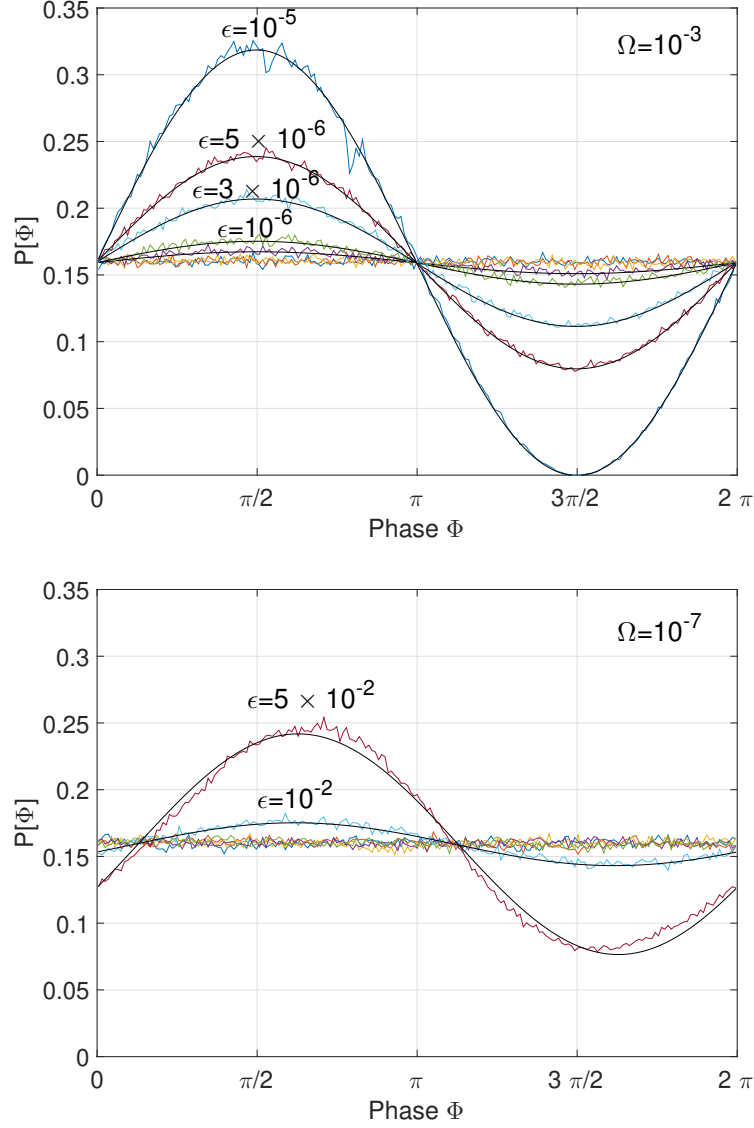 0.35
ϵ=10⁻⁵
Ω=10⁻³
0.3
0.25
ϵ=5 × 10⁻⁶
ϵ=3 × 10⁻⁶
0.2
ϵ=10⁻⁶
P[Φ]
0.15
0.1
0.05
0
0 π/2 π 3π/2 2 π
Phase Φ
0.35
Ω=10⁻⁷
0.3
ϵ=5 × 10⁻²
0.25
0.2
ϵ=10⁻²
P[Φ]
0.15
0.1
0.05
0
0 π/2 π 3 π/2 2 π
Phase Φ